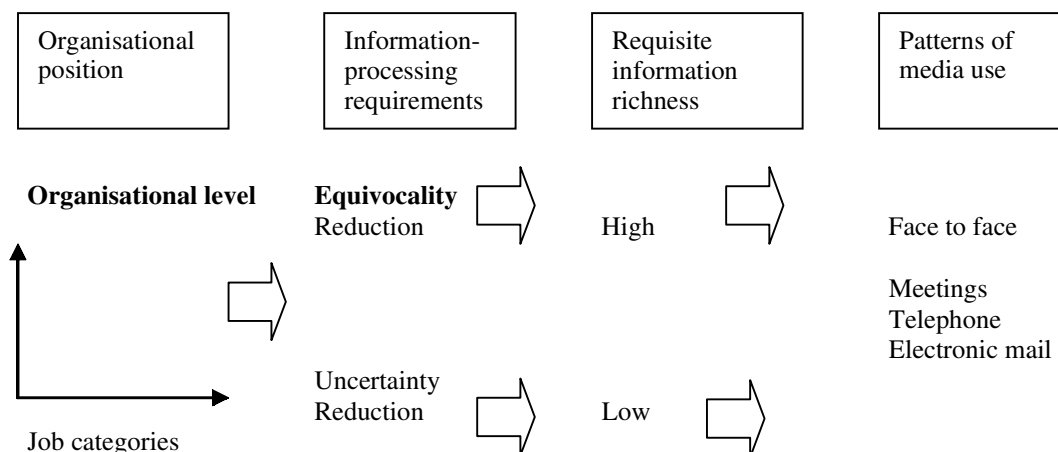 Organisational
position
Information-
processing
requirements
Requisite
information
richness
Patterns of
media use
Organisational level
Equivocality
Reduction
High
Face to face
Meetings
Telephone
Electronic mail
Uncertainty
Reduction
Low
Job categories